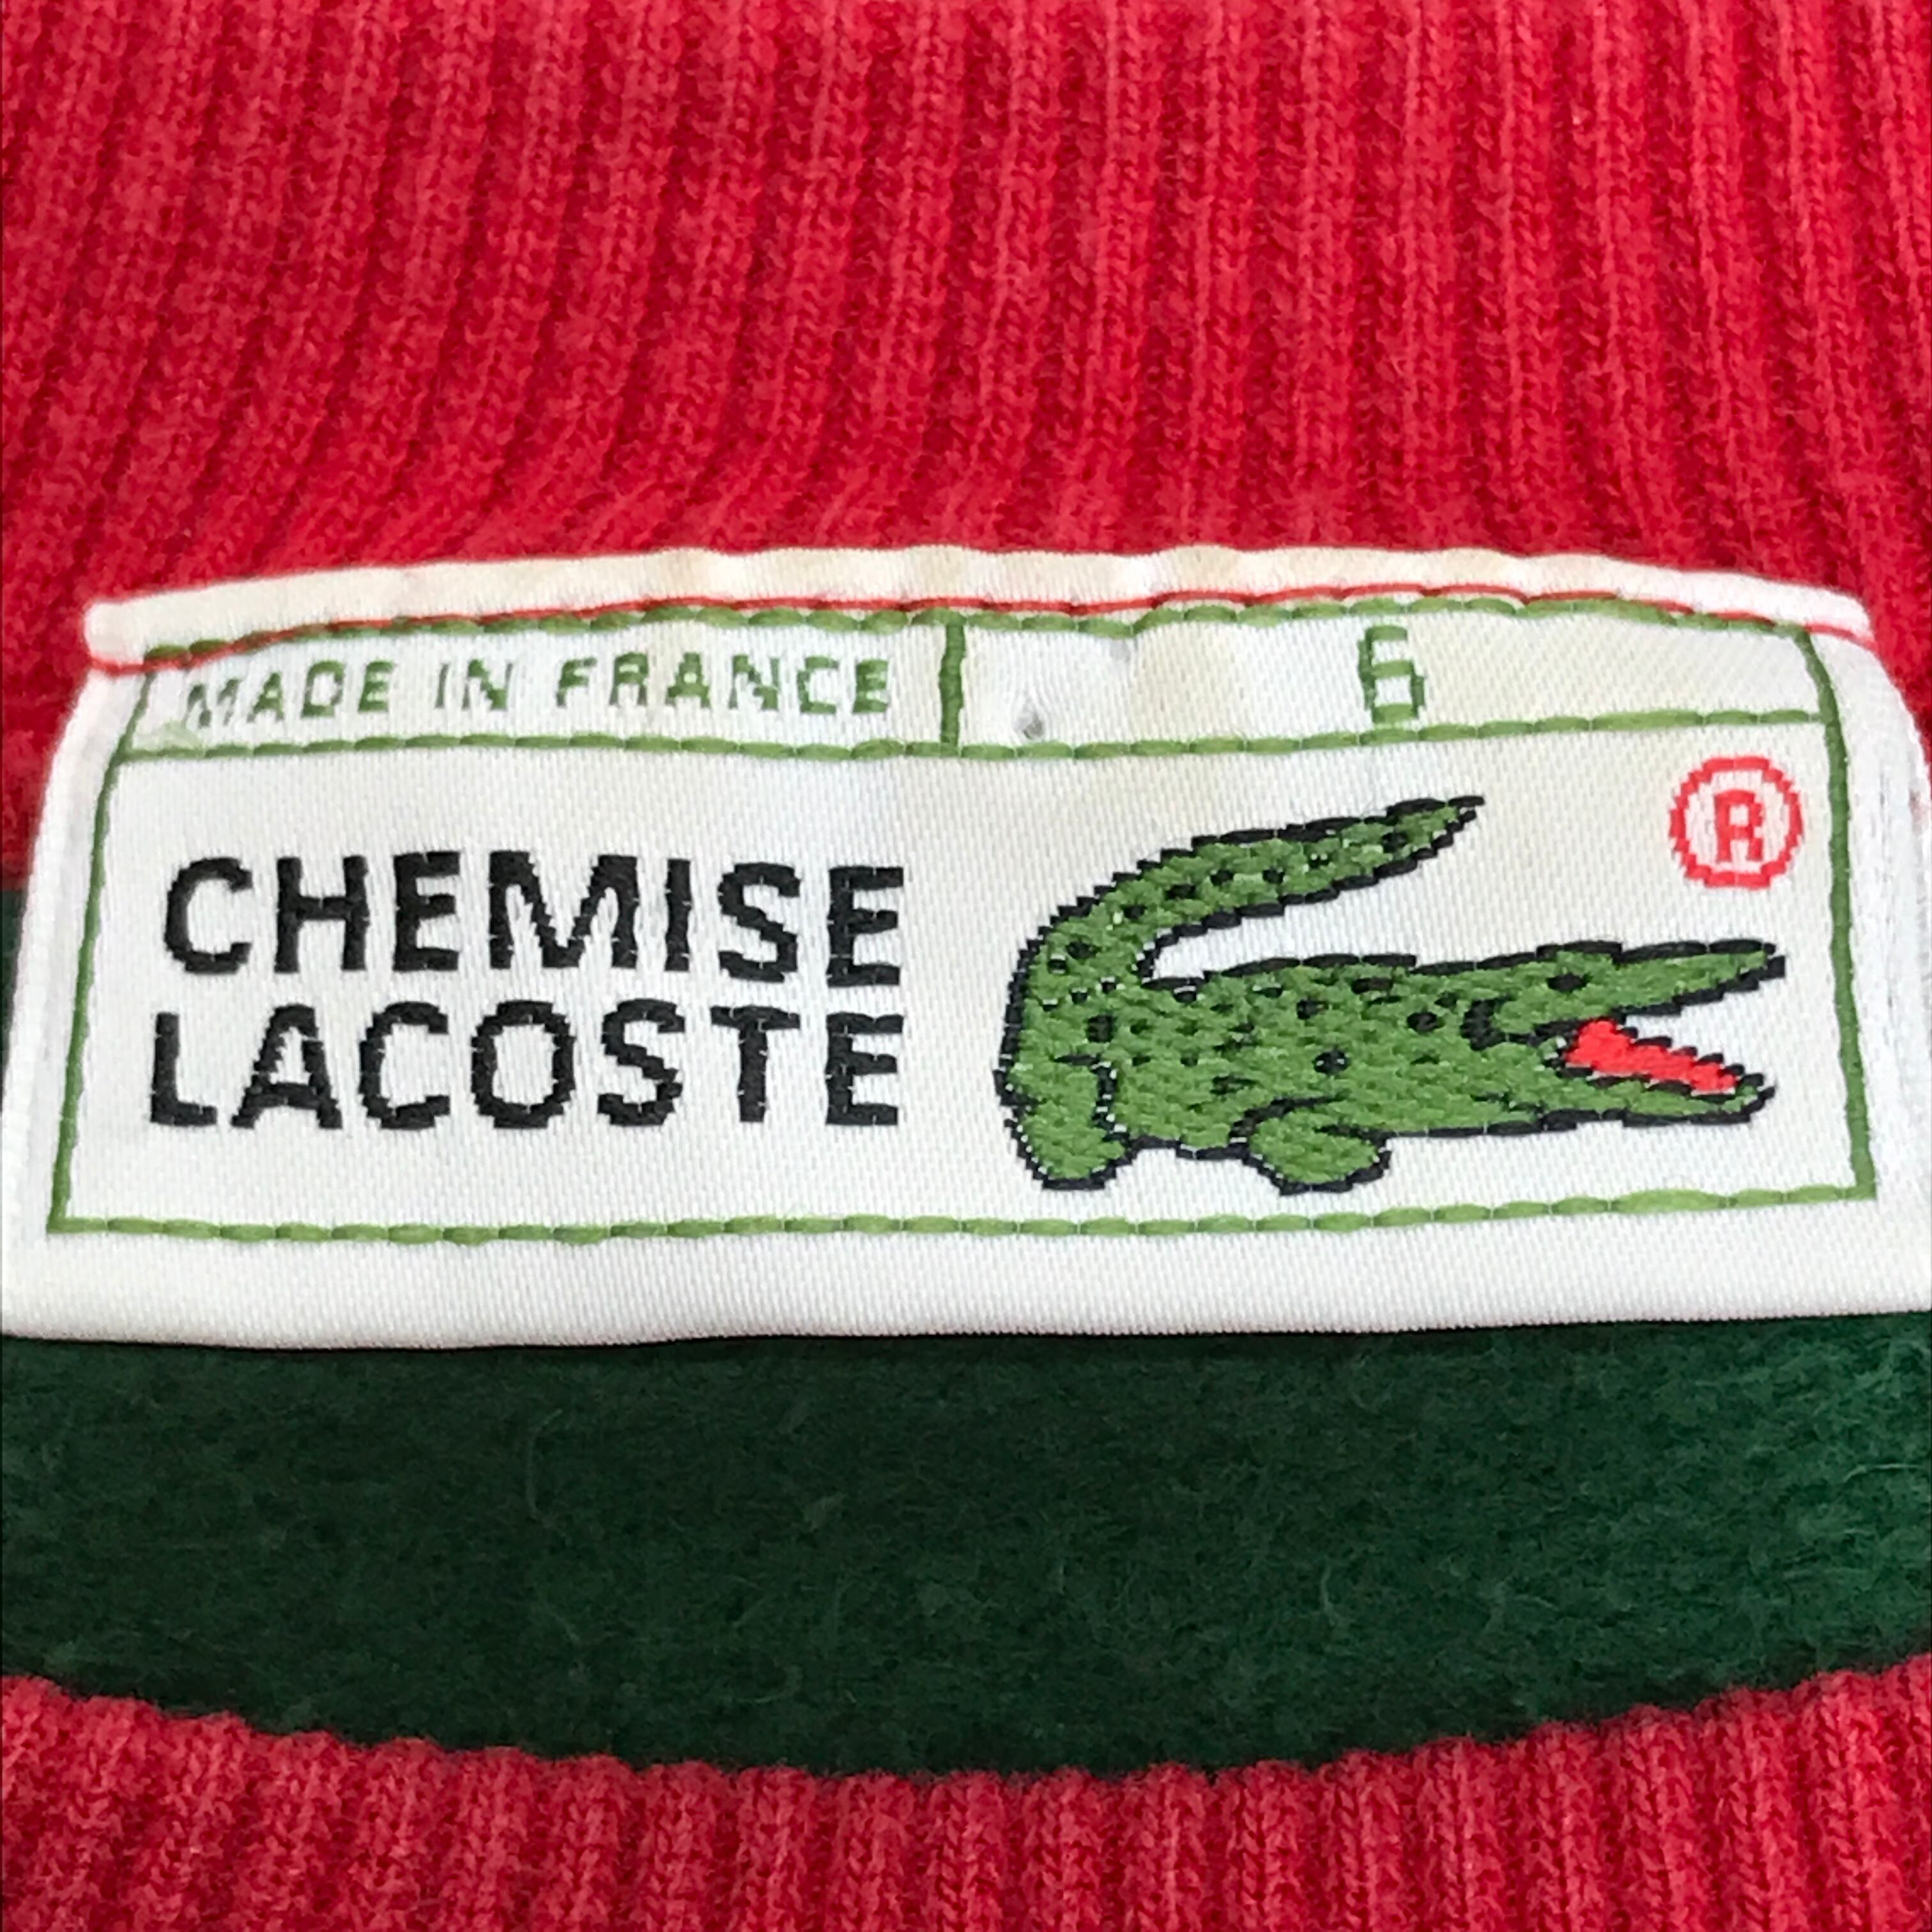 MADE IN FRANCE 6
CHEMISE
LACOSTE
®